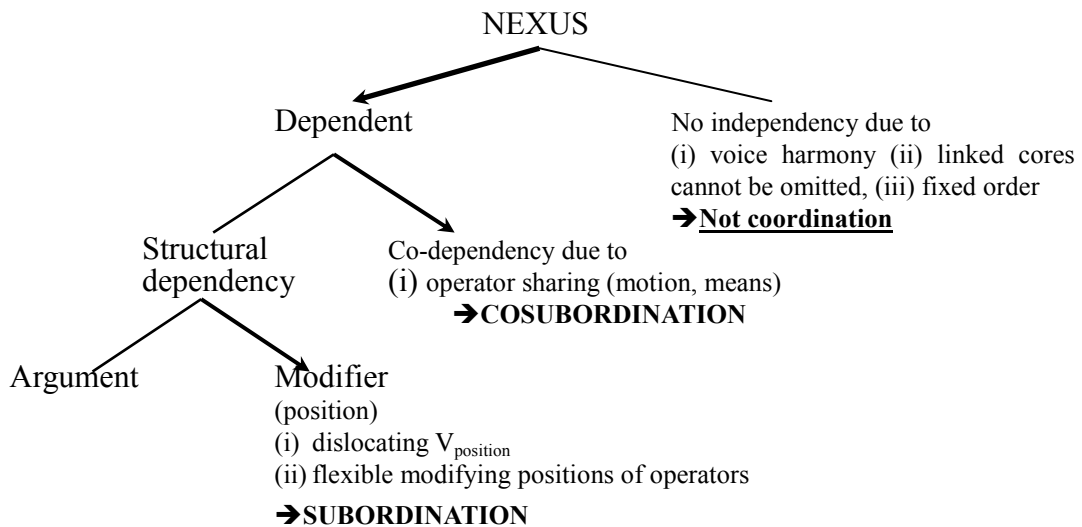 NEXUS
Dependent
No independency due to
(i) voice harmony (ii) linked cores
cannot be omitted, (iii) fixed order
➔Not coordination
Structural
dependency
Co-dependency due to
(i) operator sharing (motion, means)
➔COSUBORDINATION
Argument
Modifier
(position)
(i) dislocating Vposition
(ii) flexible modifying positions of operators
➔SUBORDINATION